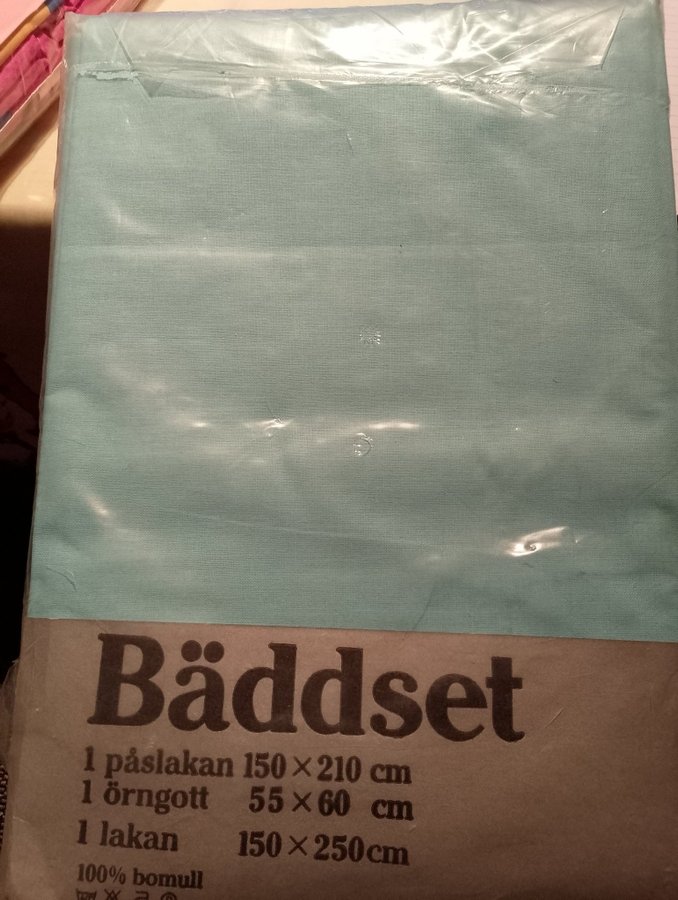 Bäddset
1 påslakan 150×210 cm
1 örngott 55×60 cm
1 lakan 150×250cm
100% bomull